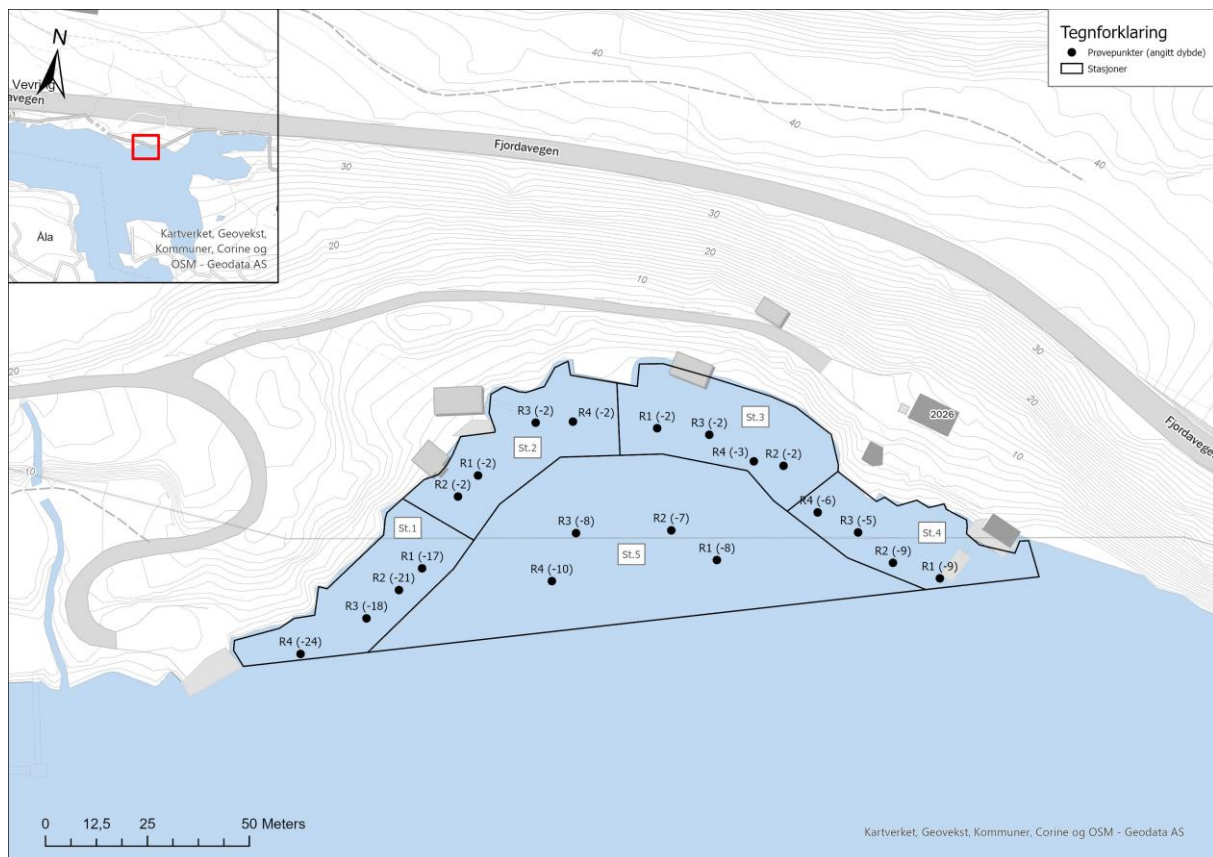 N
Vevring
avegen
Åla
Kartverket, Geovekst,
Kommuner, Corine og
OSM - Geodata AS
Tegnforklaring
Prøvepunkter (angitt dybde)
Stasjoner
40
40
40
Fjordavegen
30
30
20
20
10
30
20
Fjordavegen
10
20
10
2026
R3 (-2)
R4 (-2)
St.2
R1 (-2)
R2 (-2)
R1 (-2)
R3 (-2)
St.3
R4 (-3)
R2 (-2)
St.1
R1 (-17)
R2 (-21)
R3 (-18)
R4 (-24)
R3 (-8)
R2 (-7)
St.5
R1 (-8)
R4 (-10)
R4 (-6)
R3 (-5)
St.4
R2 (-9)
R1 (-9)
0 12,5 25 50 Meters
Kartverket, Geovekst, Kommuner, Corine og OSM - Geodata AS